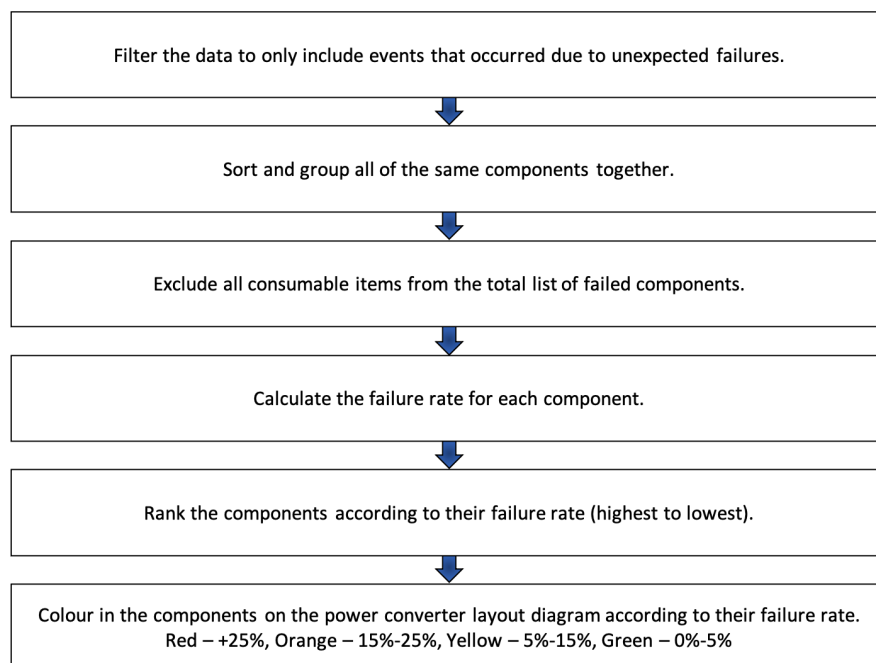 Filter the data to only include events that occurred due to unexpected failures.
Sort and group all of the same components together.
Exclude all consumable items from the total list of failed components.
Calculate the failure rate for each component.
Rank the components according to their failure rate (highest to lowest).
Colour in the components on the power converter layout diagram according to their failure rate.
Red – +25%, Orange – 15%-25%, Yellow – 5%-15%, Green – 0%-5%